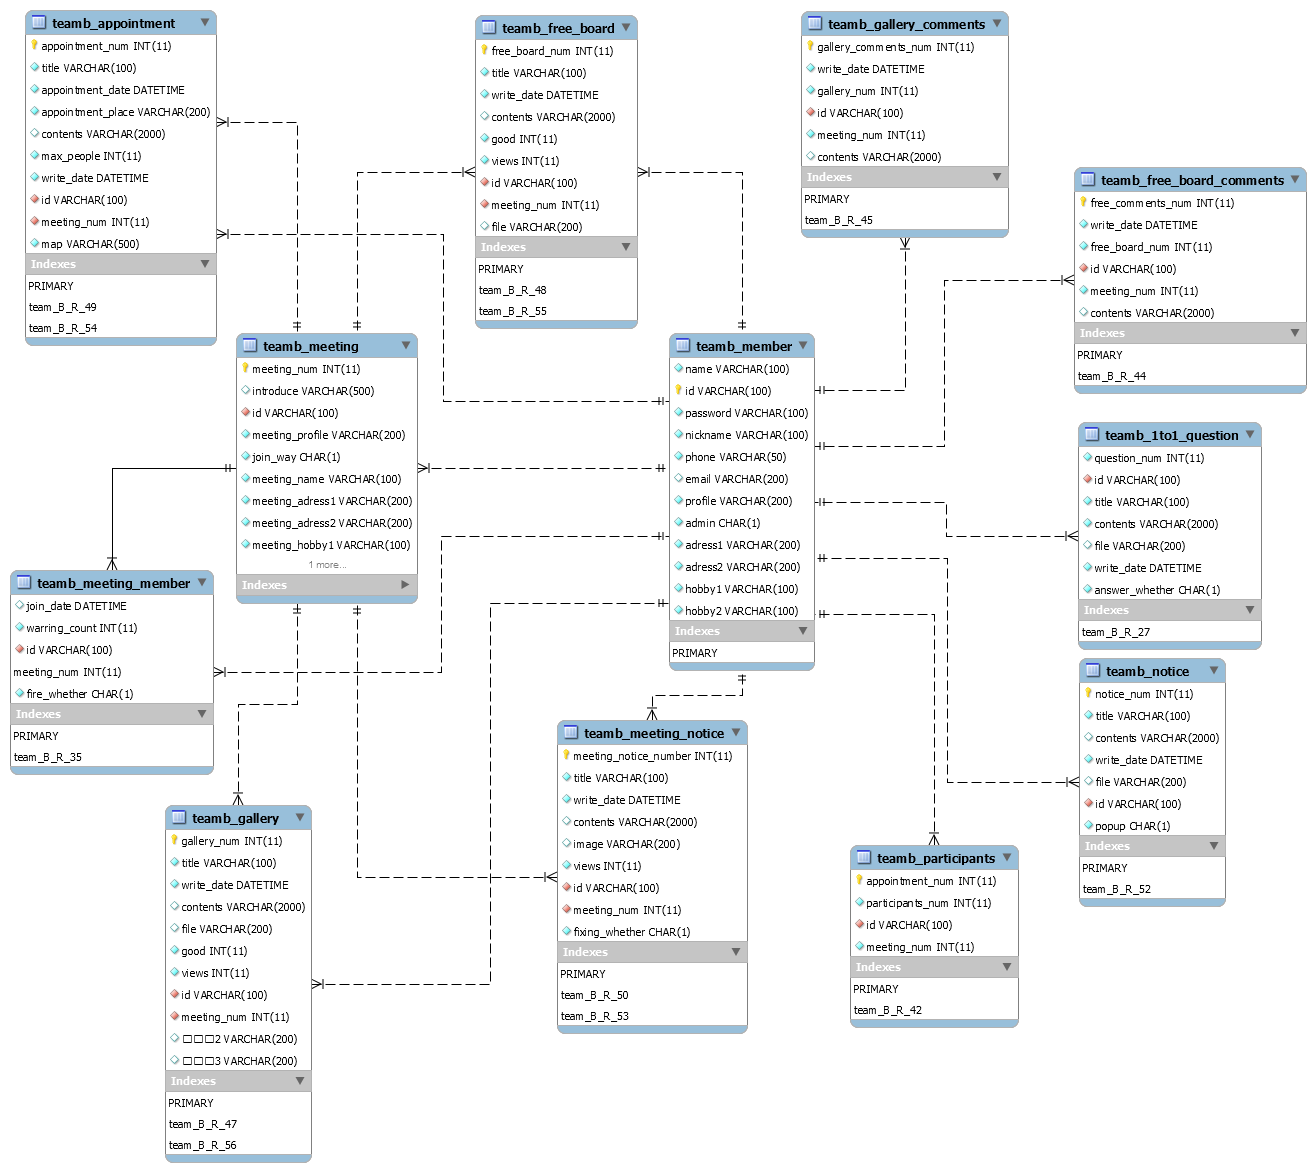 teamb_appointment
appointment_num INT(11)
title VARCHAR(100)
appointment_date DATETIME
appointment_place VARCHAR(200)
contents VARCHAR(2000)
max_people INT(11)
write_date DATETIME
id VARCHAR(100)
meeting_num INT(11)
map VARCHAR(500)
Indexes
PRIMARY
team_B_R_49
team_B_R_54
teamb_free_board
free_board_num INT(11)
title VARCHAR(100)
write_date DATETIME
contents VARCHAR(2000)
good INT(11)
views INT(11)
id VARCHAR(100)
meeting_num INT(11)
file VARCHAR(200)
Indexes
PRIMARY
team_B_R_48
team_B_R_55
teamb_gallery_comments
gallery_comments_num INT(11)
write_date DATETIME
gallery_num INT(11)
id VARCHAR(100)
meeting_num INT(11)
contents VARCHAR(2000)
Indexes
PRIMARY
team_B_R_45
teamb_free_board_comments
free_comments_num INT(11)
write_date DATETIME
free_board_num INT(11)
id VARCHAR(100)
meeting_num INT(11)
contents VARCHAR(2000)
Indexes
PRIMARY
team_B_R_44
teamb_meeting
meeting_num INT(11)
introduce VARCHAR(500)
id VARCHAR(100)
meeting_profile VARCHAR(200)
join_way CHAR(1)
meeting_name VARCHAR(100)
meeting_adress1 VARCHAR(200)
meeting_adress2 VARCHAR(200)
meeting_hobby1 VARCHAR(100)
1 more...
Indexes
teamb_member
name VARCHAR(100)
id VARCHAR(100)
password VARCHAR(100)
nickname VARCHAR(100)
phone VARCHAR(50)
email VARCHAR(200)
profile VARCHAR(200)
admin CHAR(1)
adress1 VARCHAR(200)
adress2 VARCHAR(200)
hobby1 VARCHAR(100)
hobby2 VARCHAR(100)
Indexes
PRIMARY
teamb_1to1_question
question_num INT(11)
id VARCHAR(100)
title VARCHAR(100)
contents VARCHAR(2000)
file VARCHAR(200)
write_date DATETIME
answer_whether CHAR(1)
Indexes
team_B_R_27
teamb_meeting_member
join_date DATETIME
warring_count INT(11)
id VARCHAR(100)
meeting_num INT(11)
fire_whether CHAR(1)
Indexes
PRIMARY
team_B_R_35
teamb_notice
notice_num INT(11)
title VARCHAR(100)
contents VARCHAR(2000)
write_date DATETIME
file VARCHAR(200)
id VARCHAR(100)
popup CHAR(1)
Indexes
PRIMARY
team_B_R_52
teamb_meeting_notice
meeting_notice_number INT(11)
title VARCHAR(100)
write_date DATETIME
contents VARCHAR(2000)
image VARCHAR(200)
views INT(11)
id VARCHAR(100)
meeting_num INT(11)
fixing_whether CHAR(1)
Indexes
PRIMARY
team_B_R_50
team_B_R_53
teamb_gallery
gallery_num INT(11)
title VARCHAR(100)
write_date DATETIME
contents VARCHAR(2000)
file VARCHAR(200)
good INT(11)
views INT(11)
id VARCHAR(100)
meeting_num INT(11)
□□□2 VARCHAR(200)
□□□3 VARCHAR(200)
Indexes
PRIMARY
team_B_R_47
team_B_R_56
teamb_participants
appointment_num INT(11)
participants_num INT(11)
id VARCHAR(100)
meeting_num INT(11)
Indexes
PRIMARY
team_B_R_42